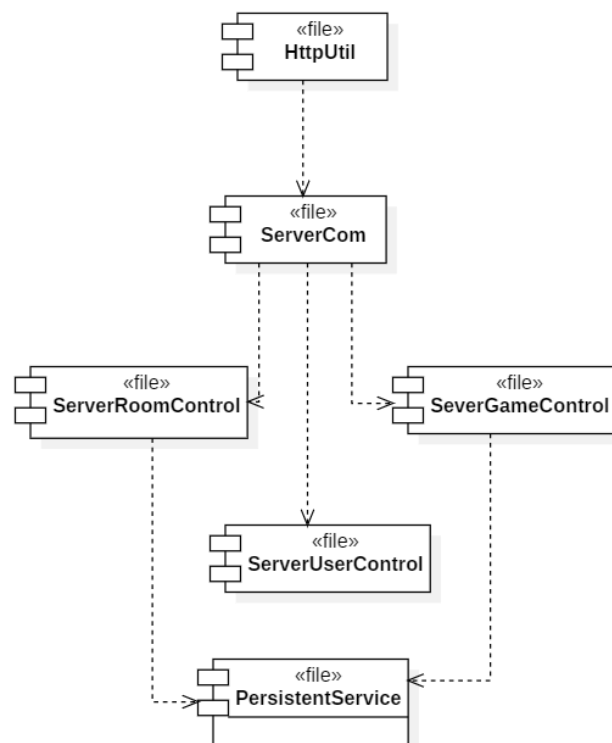 «file»
HttpUtil
«file»
ServerCom
«file»
ServerRoomControl
«file»
SeverGameControl
«file»
ServerUserControl
«file»
PersistentService